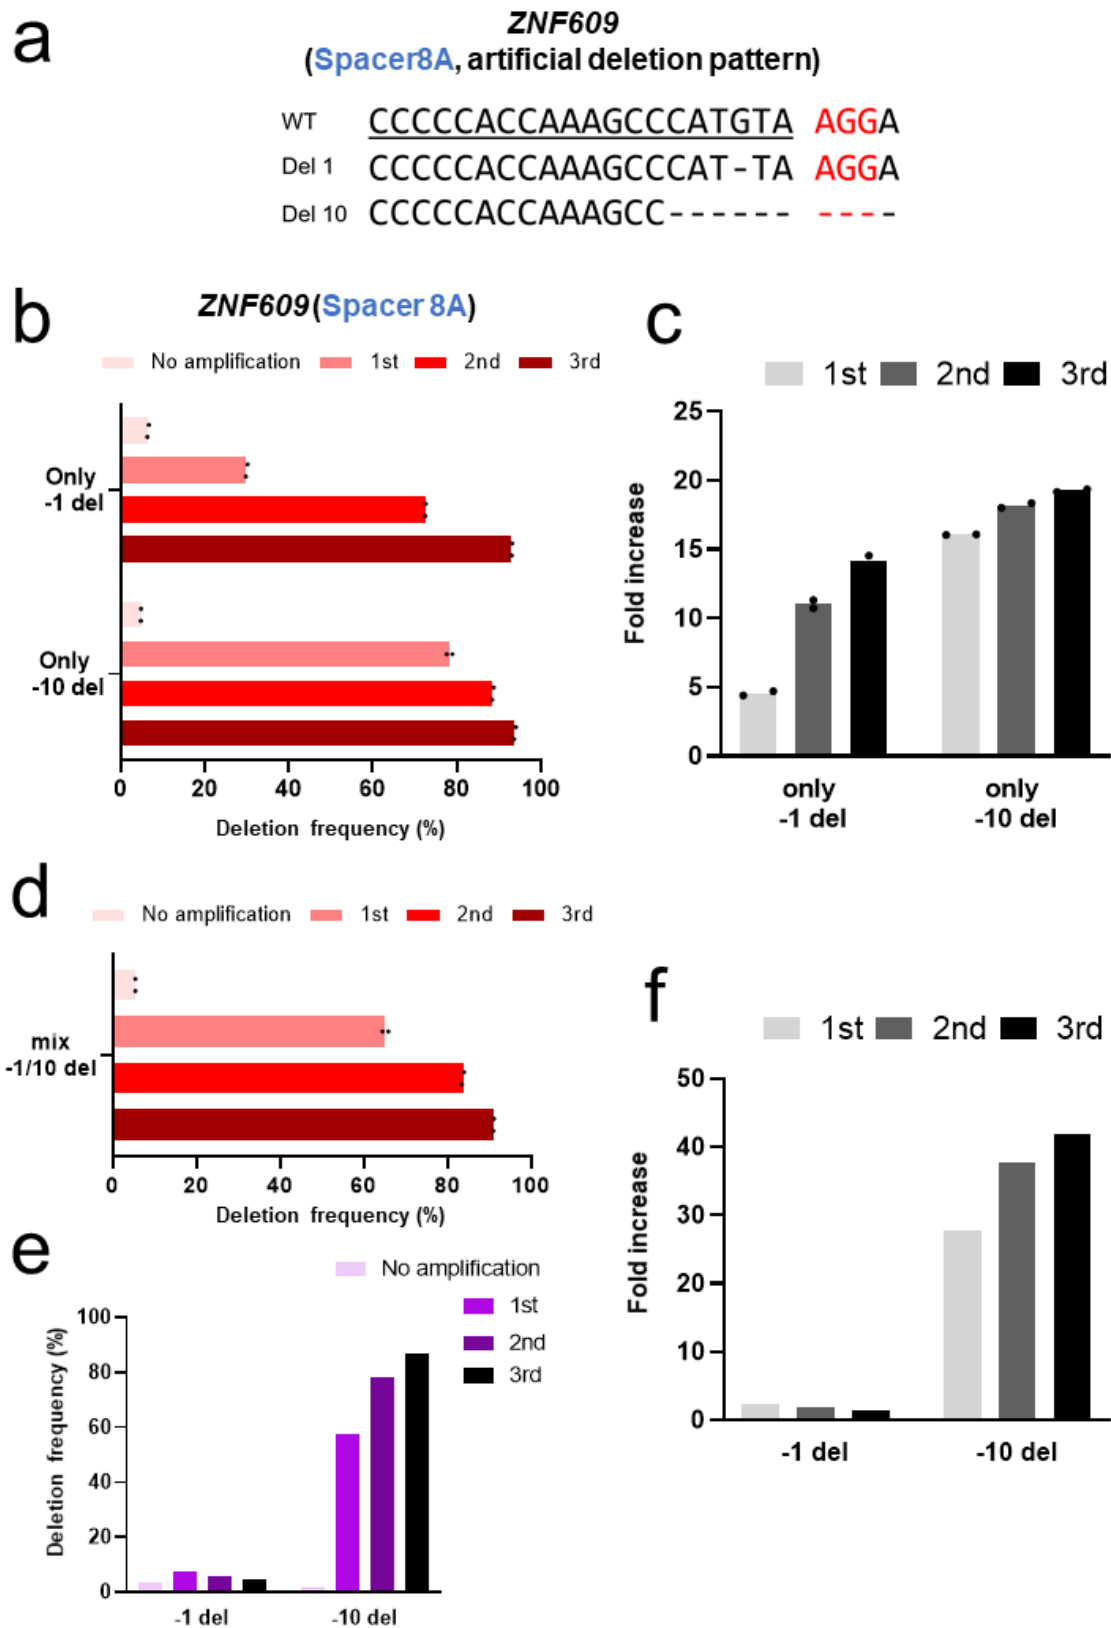 a
ZNF609
(Spacer8A, artificial deletion pattern)
WT CCCCCACCAAAGCCCATGTA AGGA
Del 1 CCCCCACCAAAGCCCAT-TA AGGA
Del 10 CCCCCACCAAAGCC------ ----
b
ZNF609 (Spacer 8A)
No amplification 1st 2nd 3rd
Only
-1 del
Only
-10 del
0 20 40 60 80 100
Deletion frequency (%)
c
1st 2nd 3rd
25
20
15
10
5
0
Fold increase
only
-1 del
only
-10 del
d
No amplification 1st 2nd 3rd
mix
-1/10 del
0 20 40 60 80 100
Deletion frequency (%)
e
No amplification
1st
2nd
3rd
100
80
60
40
20
0
Deletion frequency (%)
-1 del -10 del
f
1st 2nd 3rd
50
40
30
20
10
0
Fold increase
-1 del -10 del